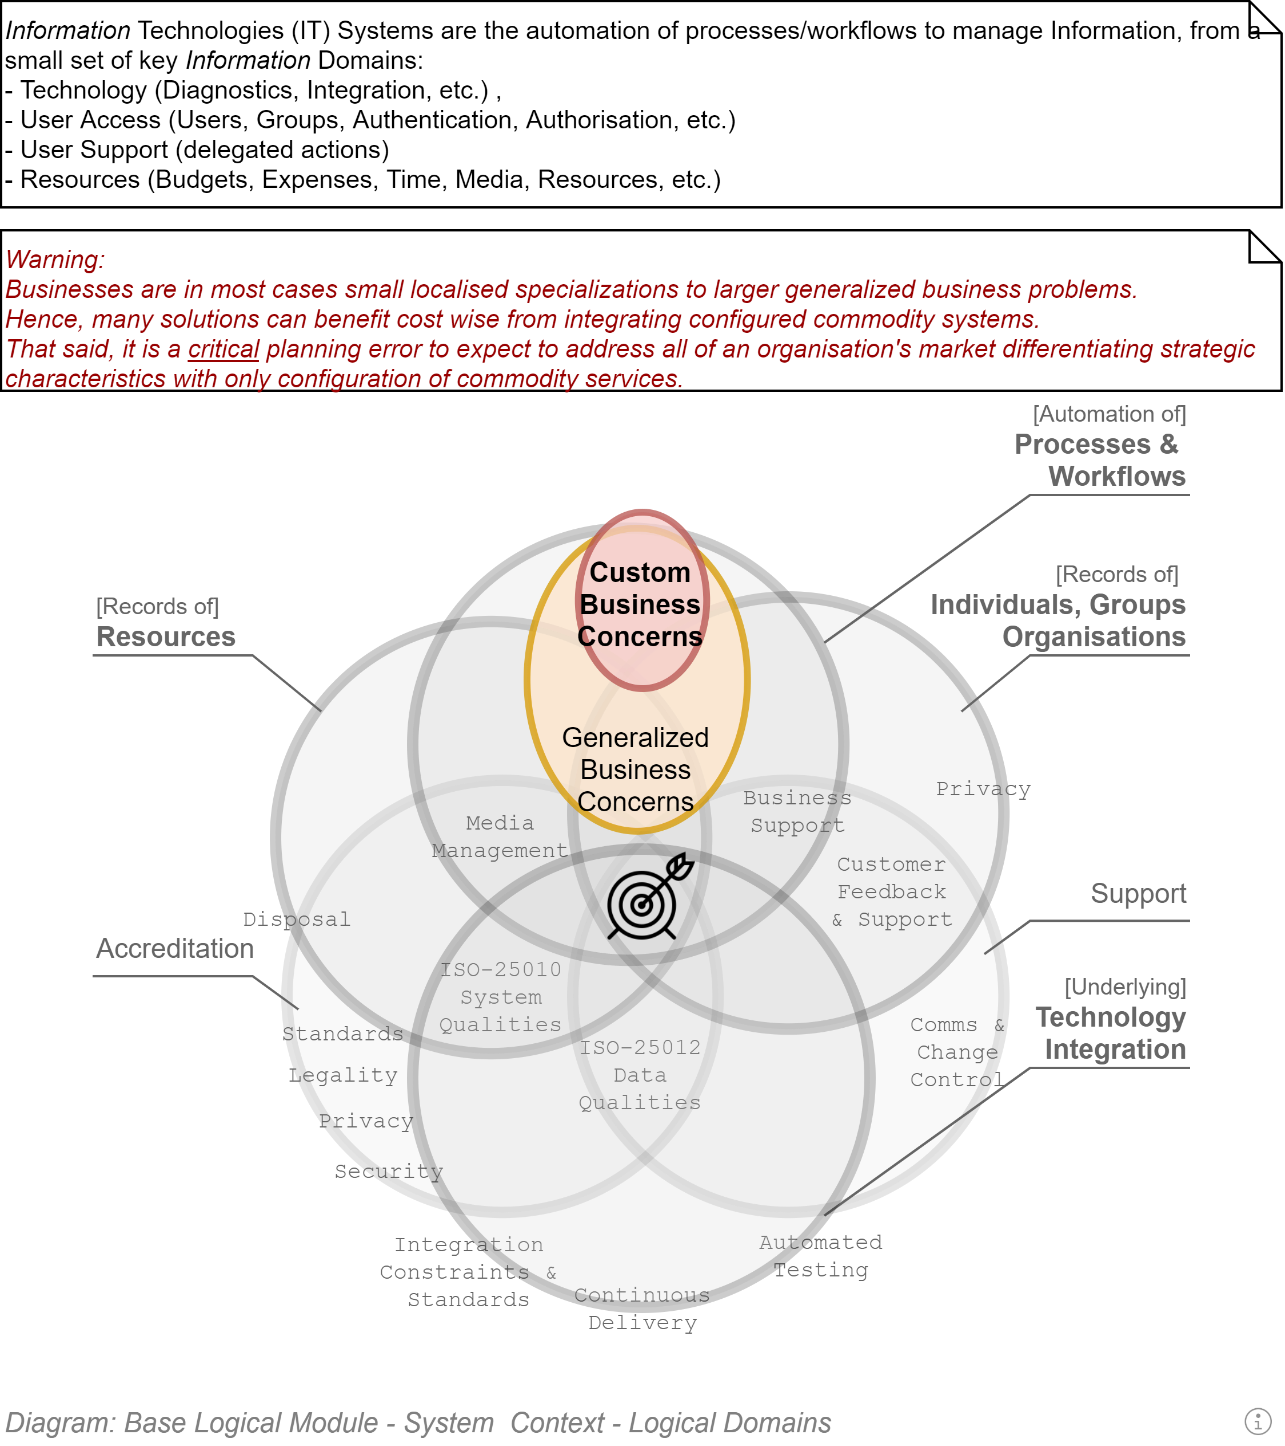 Information Technologies (IT) Systems are the automation of processes/workflows to manage Information, from a
small set of key Information Domains:
- Technology (Diagnostics, Integration, etc.) ,
- User Access (Users, Groups, Authentication, Authorisation, etc.)
- User Support (delegated actions)
- Resources (Budgets, Expenses, Time, Media, Resources, etc.)
Warning:
Businesses are in most cases small localised specializations to larger generalized business problems.
Hence, many solutions can benefit cost wise from integrating configured commodity systems.
That said, it is a critical planning error to expect to address all of an organisation's market differentiating strategic
characteristics with only configuration of commodity services.
[Automation of]
Processes &
Workflows
[Records of]
Individuals, Groups
Organisations
[Records of]
Resources
Custom
Business
Concerns
Generalized
Business
Concerns
Business
Support
Privacy
Media
Management
Customer
Feedback
& Support
Support
Disposal
Accreditation
ISO-25010
System
Qualities
[Underlying]
Technology
Integration
Comms &
Change
Control
Standards
Legality
Privacy
Security
ISO-25012
Data
Qualities
Integration
Constraints &
Standards
Automated
Testing
Continuous
Delivery
Diagram: Base Logical Module - System  Context - Logical Domains
i